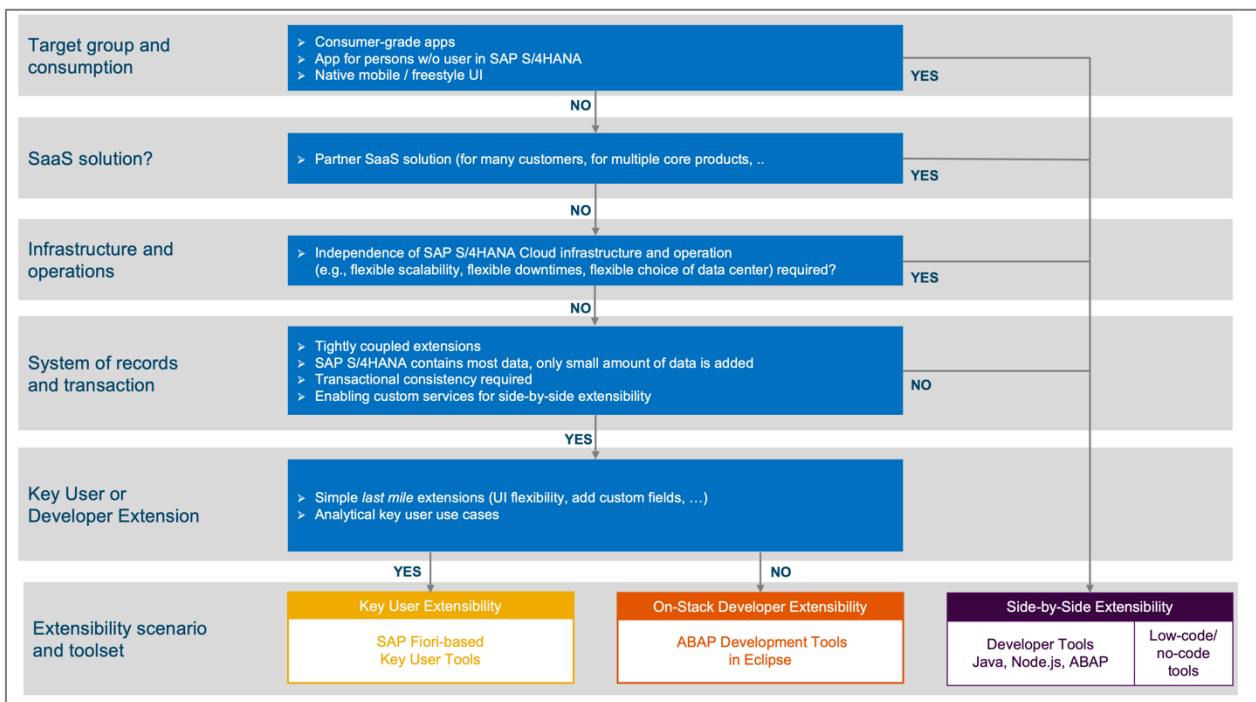 Target group and
consumption
➢ Consumer-grade apps
➢ App for persons w/o user in SAP S/4HANA
➢ Native mobile / freestyle UI
YES
NO
SaaS solution?
➢ Partner SaaS solution (for many customers, for multiple core products, ..
YES
NO
Infrastructure and
operations
➢ Independence of SAP S/4HANA Cloud infrastructure and operation
(e.g., flexible scalability, flexible downtimes, flexible choice of data center) required?
YES
NO
System of records
and transaction
➢ Tightly coupled extensions
➢ SAP S/4HANA contains most data, only small amount of data is added
➢ Transactional consistency required
➢ Enabling custom services for side-by-side extensibility
NO
YES
Key User or
Developer Extension
➢ Simple last mile extensions (UI flexibility, add custom fields, …)
➢ Analytical key user use cases
YES
NO
Extensibility scenario
and toolset
Key User Extensibility
SAP Fiori-based
Key User Tools
On-Stack Developer Extensibility
ABAP Development Tools
in Eclipse
Side-by-Side Extensibility
Developer Tools
Java, Node.js, ABAP
Low-code/
no-code
tools